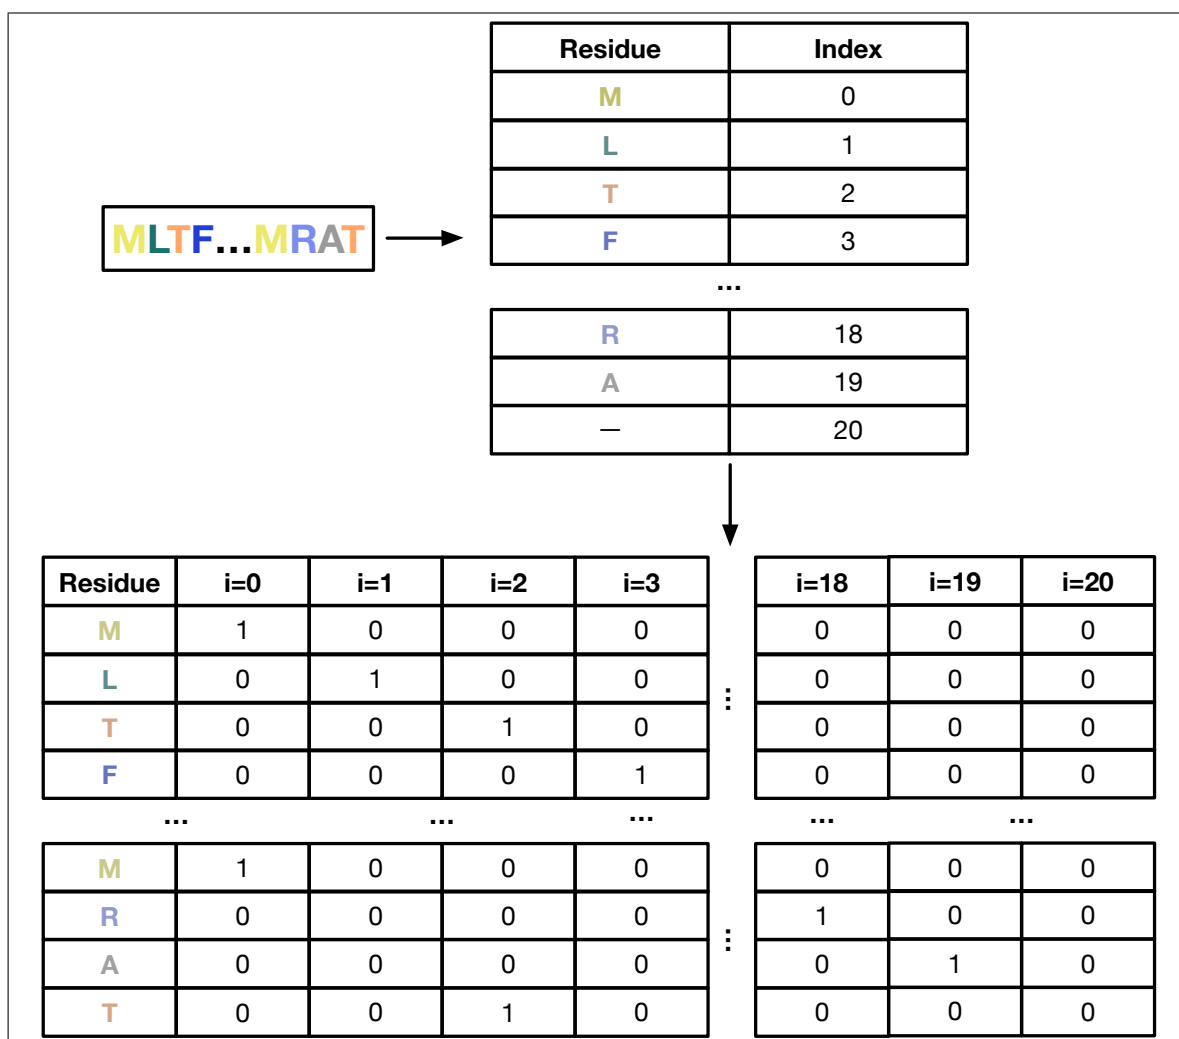 Residue Index
M 0
L 1
T 2
F 3
...
MLTF...MRAT
R 18
A 19
— 20
Residue i=0 i=1 i=2 i=3 i=18 i=19 i=20
M 1 0 0 0 0 0 0
L 0 1 0 0 0 0 0
...
T 0 0 1 0 0 0 0
F 0 0 0 1 0 0 0
... ... ... ... ...
M 1 0 0 0 0 0 0
R 0 0 0 0 1 0 0
...
A 0 0 0 0 0 1 0
T 0 0 1 0 0 0 0